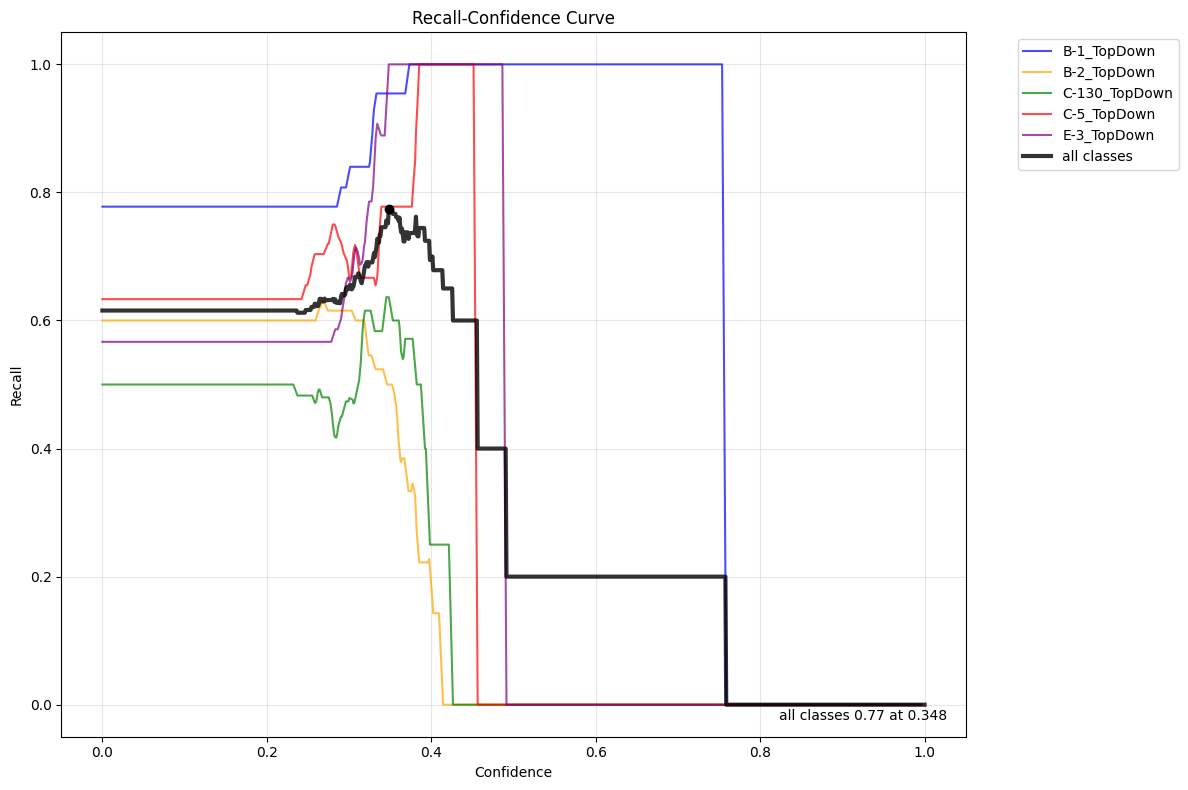 Recall-Confidence Curve
Recall
1.0
0.8
0.6
0.4
0.2
0.0
0.0 0.2 0.4 0.6 0.8 1.0
Confidence
all classes 0.77 at 0.348
B-1_TopDown
B-2_TopDown
C-130_TopDown
C-5_TopDown
E-3_TopDown
all classes